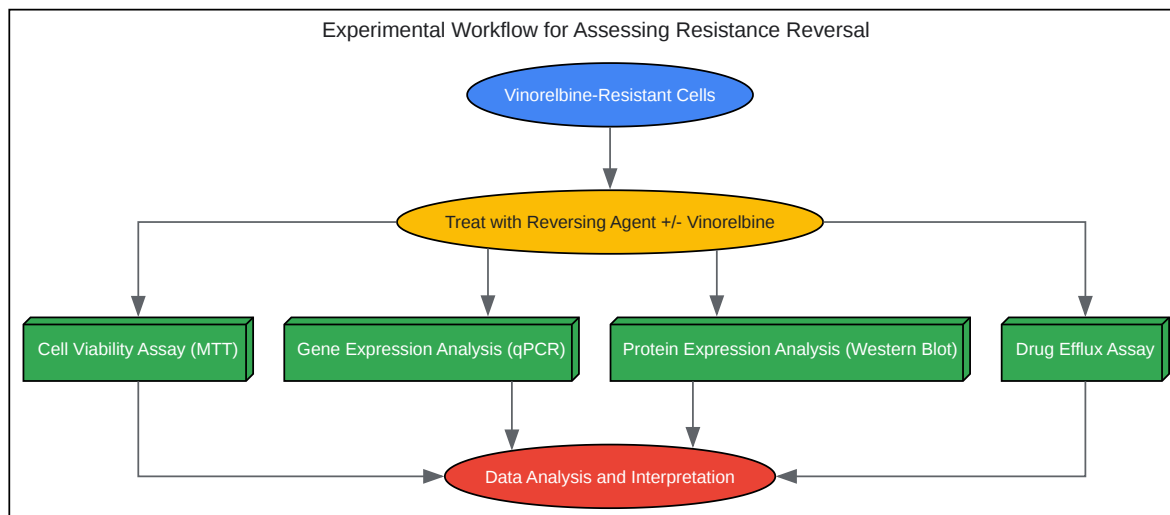 Experimental Workflow for Assessing Resistance Reversal
Vinorelbine-Resistant Cells
Treat with Reversing Agent +/- Vinorelbine
Cell Viability Assay (MTT)
Gene Expression Analysis (qPCR)
Protein Expression Analysis (Western Blot)
Drug Efflux Assay
Data Analysis and Interpretation